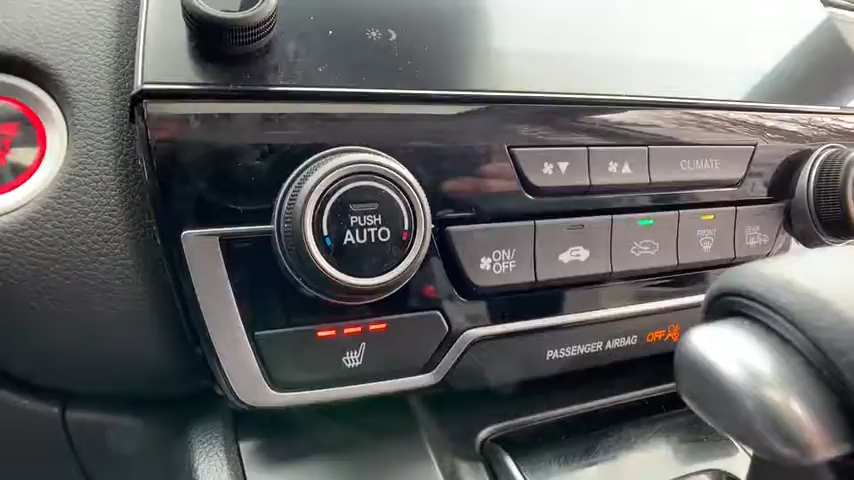 CLIMATE
PUSH
AUTO
ON/
OFF
FRONT
REAR
PASSENGER AIRBAG
OFF